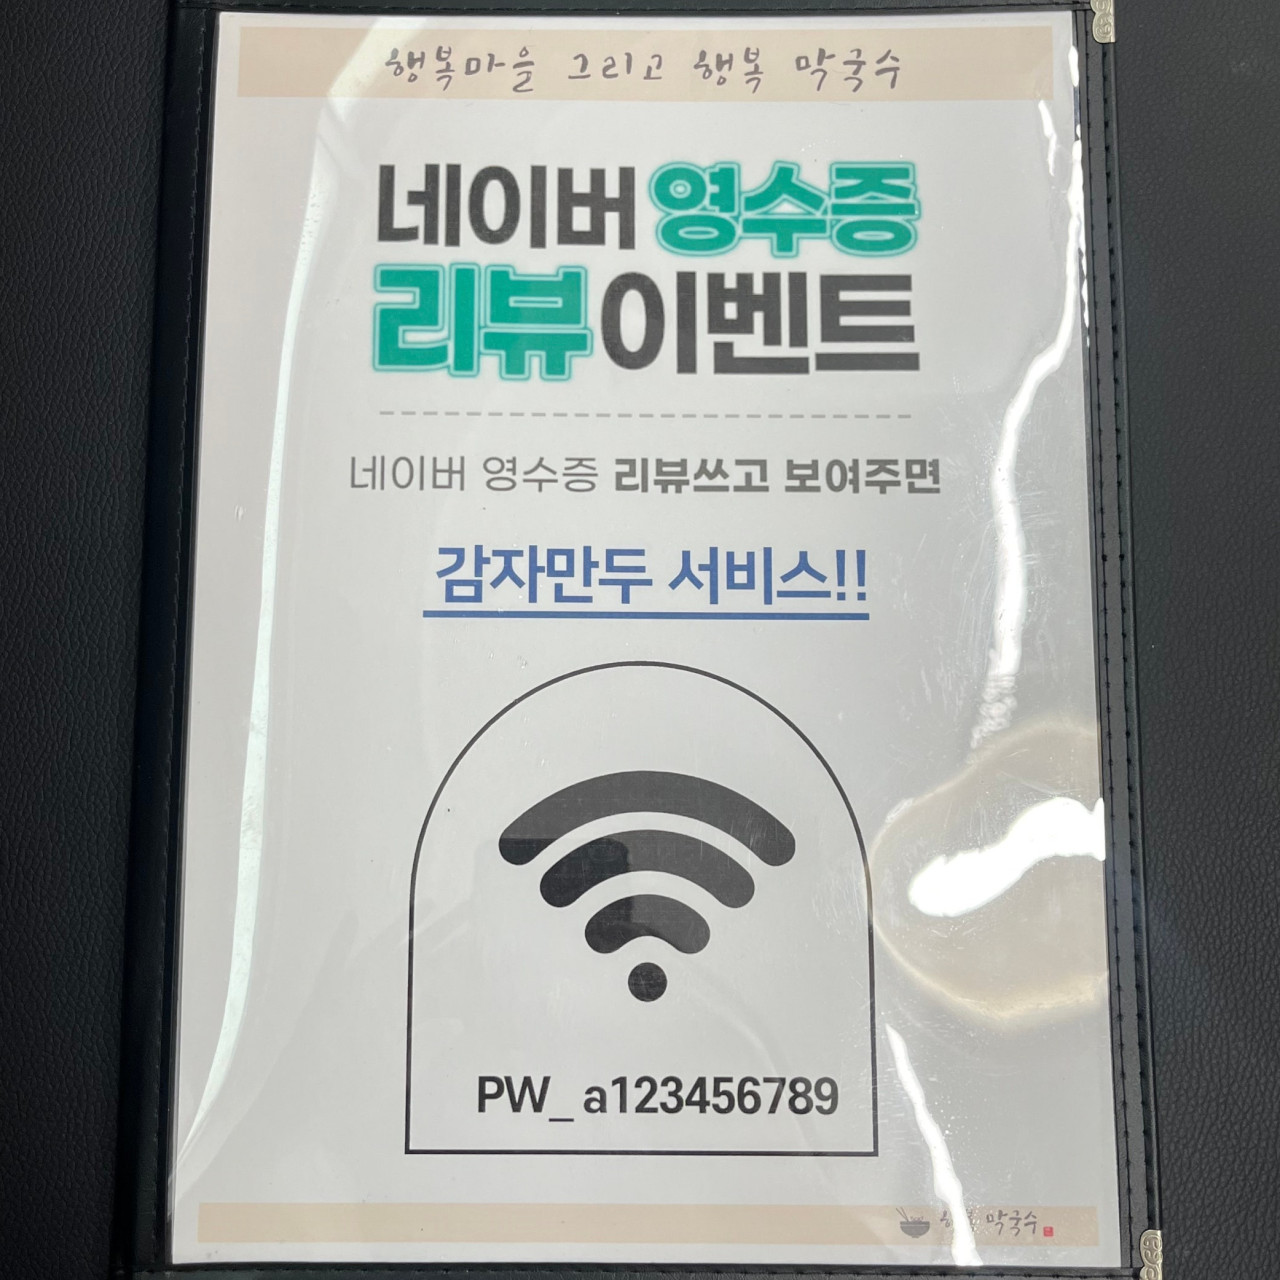 행복마을 그리고 행복 막국수
네이버 영수증
리뷰이벤트
네이버 영수증 리뷰쓰고 보여주면
감자만두 서비스!!
PW_ a123456789
막국수